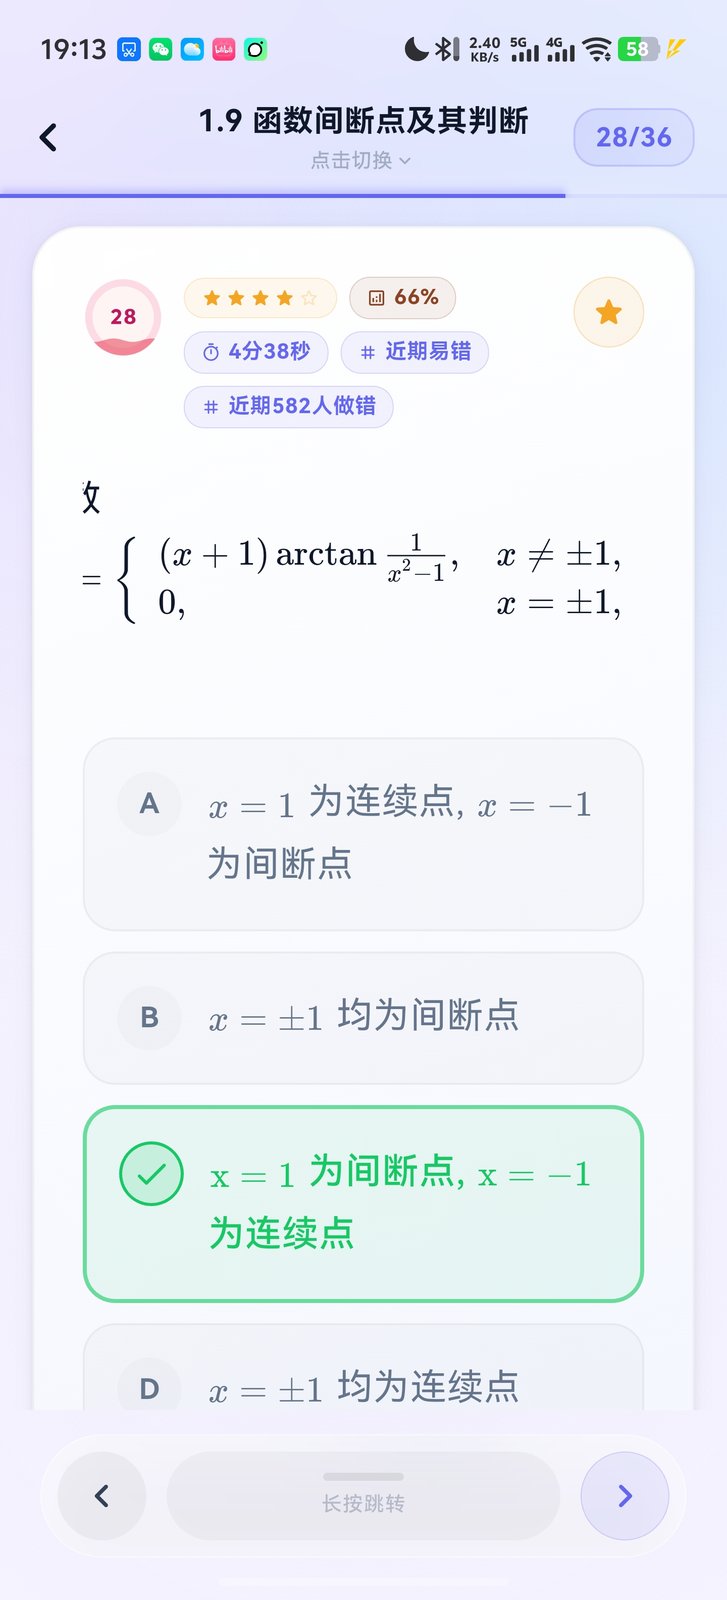 19:13
2.40 KB/s 5G 4G 58
1.9 函数间断点及其判断
点击切换
28/36
28
66%
4分38秒
# 近期易错
# 近期582人做错
数
= { (x + 1) arctan 1/(x²−1), x ≠ ±1,
0, x = ±1,
A x = 1 为连续点, x = −1
为间断点
B x = ±1 均为间断点
x = 1 为间断点, x = −1
为连续点
D x = ±1 均为连续点
长按跳转